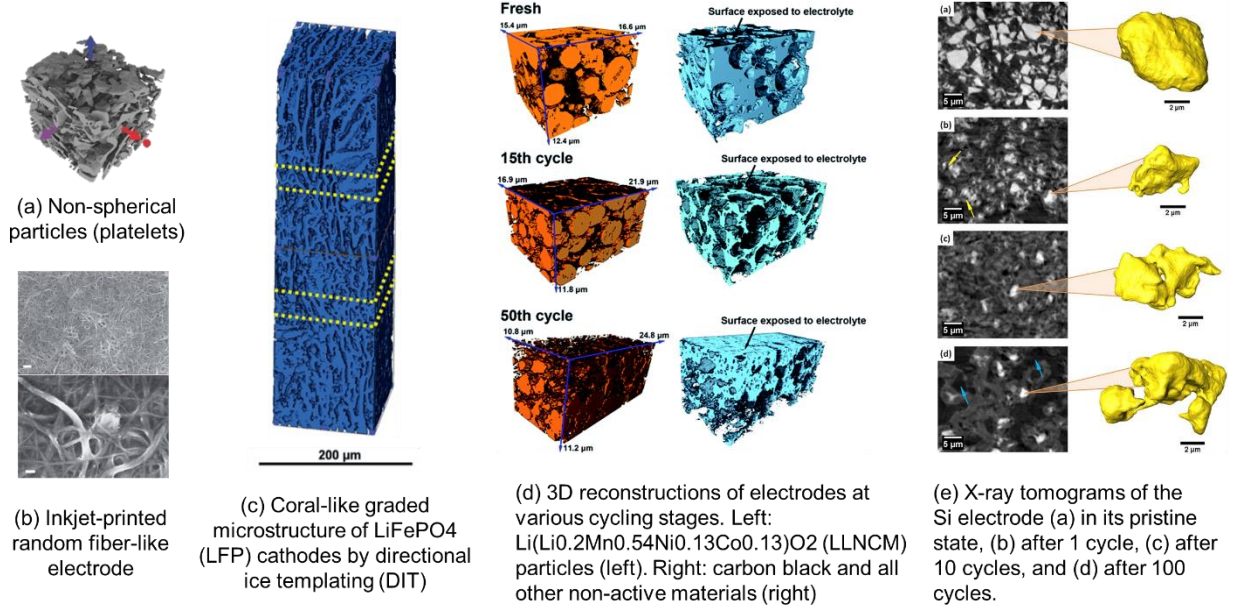 (a) Non-spherical
particles (platelets)
(b) Inkjet-printed
random fiber-like
electrode
200 µm
(c) Coral-like graded
microstructure of LiFePO4
(LFP) cathodes by directional
ice templating (DIT)
Fresh
Surface exposed to electrolyte
15.4 µm
16.6 µm
12.4 µm
15th cycle
Surface exposed to electrolyte
16.9 µm
21.9 µm
11.8 µm
50th cycle
Surface exposed to electrolyte
10.8 µm
24.8 µm
11.2 µm
(d) 3D reconstructions of electrodes at
various cycling stages. Left:
Li(Li0.2Mn0.54Ni0.13Co0.13)O2 (LLNCM)
particles (left). Right: carbon black and all
other non-active materials (right)
(a)
5 µm
2 µm
(b)
5 µm
2 µm
(c)
5 µm
2 µm
(d)
5 µm
2 µm
(e) X-ray tomograms of the
Si electrode (a) in its pristine
state, (b) after 1 cycle, (c) after
10 cycles, and (d) after 100
cycles.